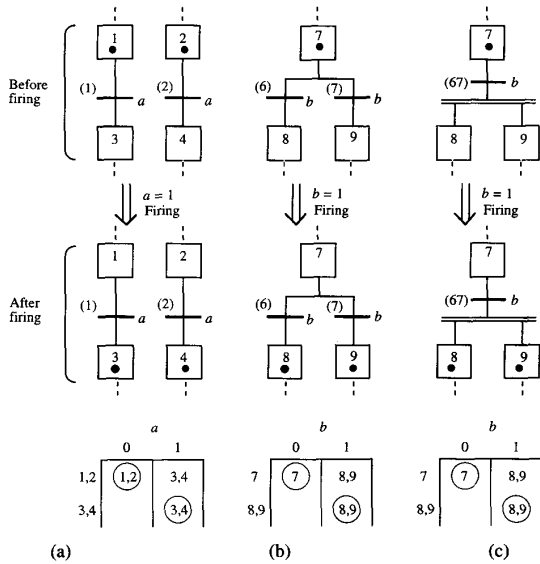 1 2 7 7
Before
firing
(1) a (2) a (6) b (7) b (67) b
3 4 8 9 8 9
a = 1
Firing
b = 1
Firing
b = 1
Firing
1 2 7 7
After
firing
(1) a (2) a (6) b (7) b (67) b
3 4 8 9 8 9
a b b
0 1 0 1 0 1
1,2 1,2 3,4 7 7 8,9 7 7 8,9
3,4 3,4 8,9 8,9 8,9 8,9
(a) (b) (c)